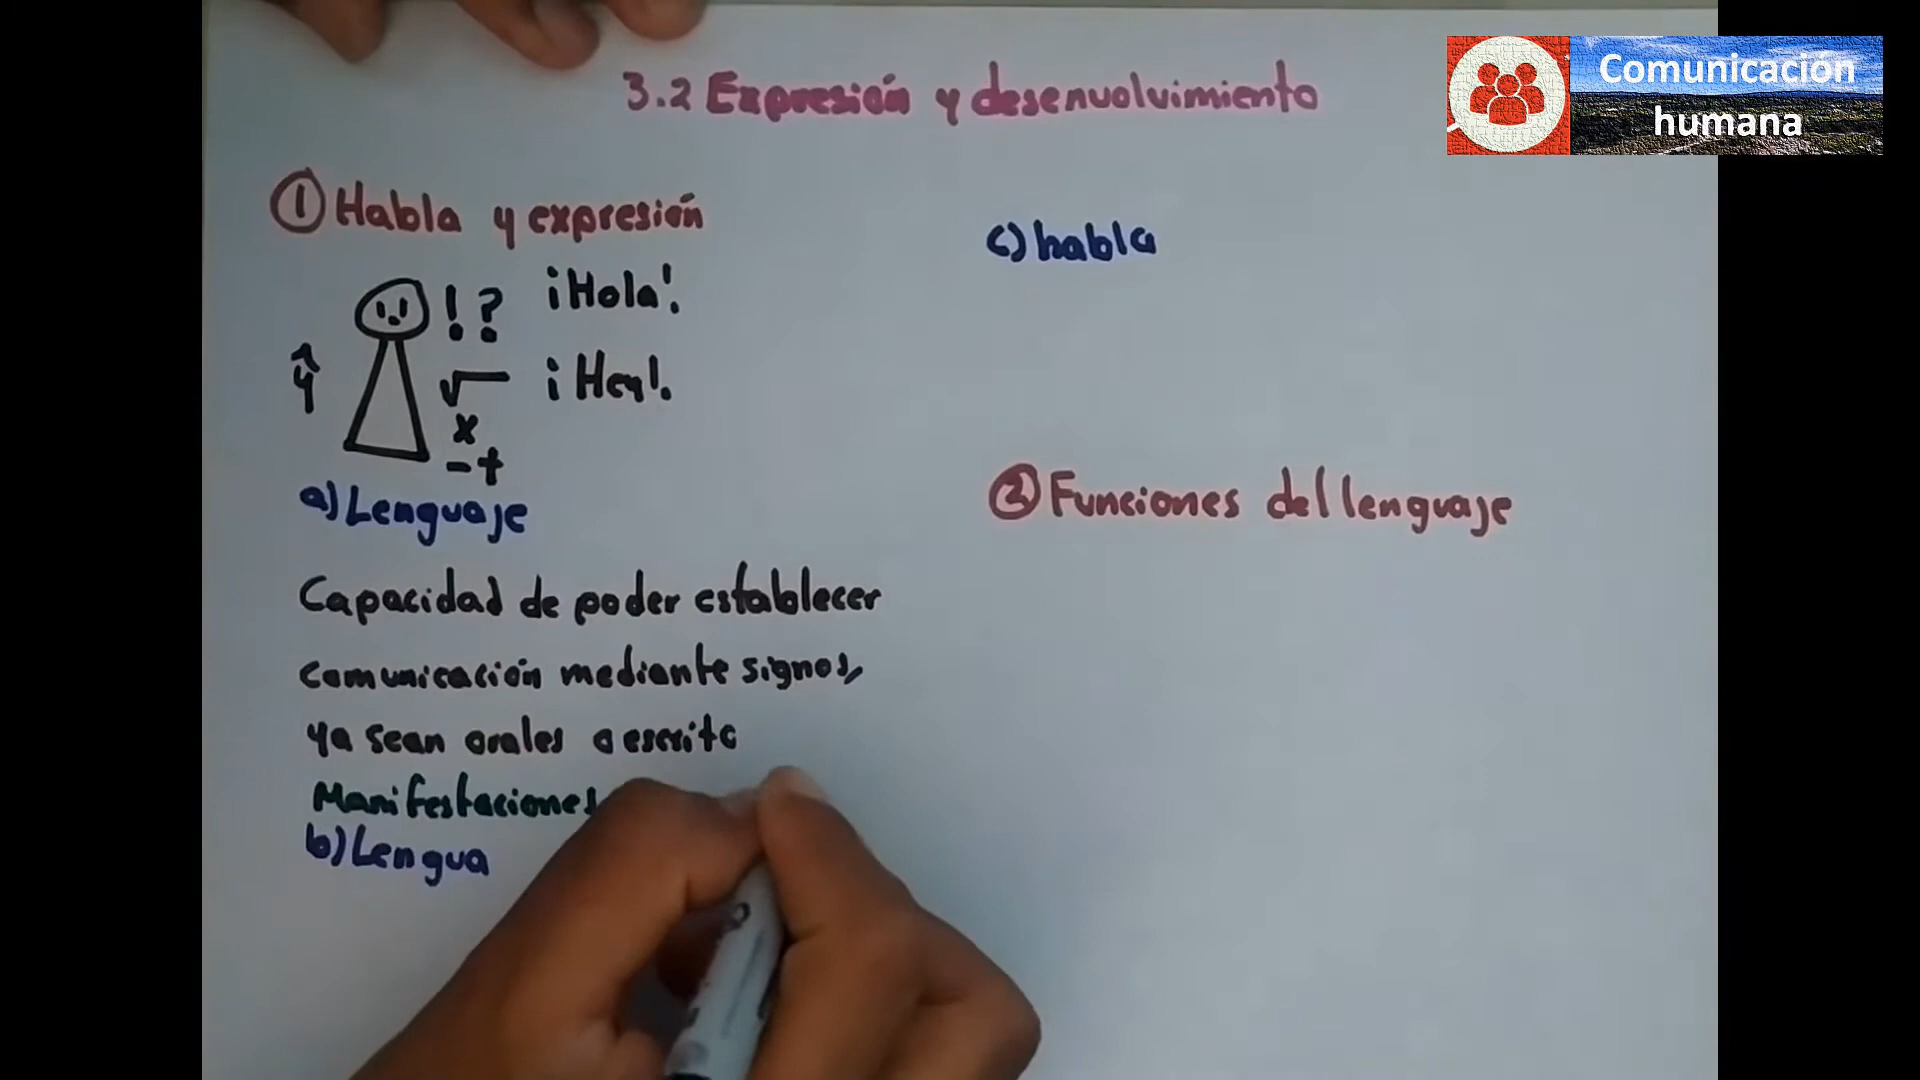 3.2 Expresión y desenvolvimiento
Comunicación
humana
① Habla y expresión
! ?
¡Hola!
¡Hey!
√
x
- +
a) Lenguaje
Capacidad de poder establecer
comunicación mediante signos,
ya sean orales o escrito
Manifestaciones
b) Lengua
c) habla
② Funciones del lenguaje